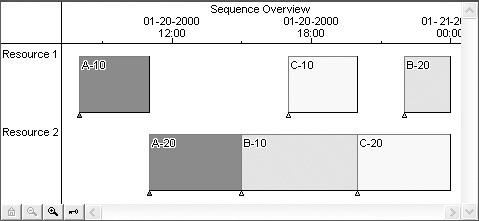 Sequence Overview
01-20-2000 01-20-2000 01-21-20
12:00 18:00 00:0
Resource 1
A-10 C-10 B-20
Resource 2
A-20 B-10 C-20